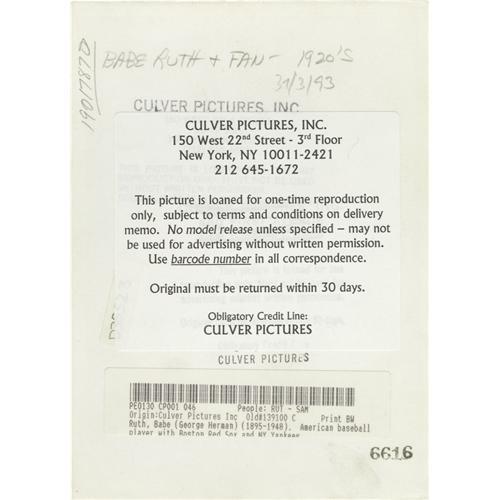 BABE RUTH + FAN - 1920'S
31/3/93
CULVER PICTURES, INC.
CULVER PICTURES, INC.
150 West 22nd Street - 3rd Floor
New York, NY 10011-2421
212 645-1672
This picture is loaned for one-time reproduction
only, subject to terms and conditions on delivery
memo. No model release unless specified – may not
be used for advertising without written permission.
Use barcode number in all correspondence.
Original must be returned within 30 days.
Obligatory Credit Line:
CULVER PICTURES
CULVER PICTURES
PE0130 CP001 046 People: RUT - SAM
Origin:Culver Pictures Inc Old#139100 C Print BW
Ruth, Babe (George Herman) (1895-1948). American baseball
player with Boston Red Sox and NY Yankees
6616